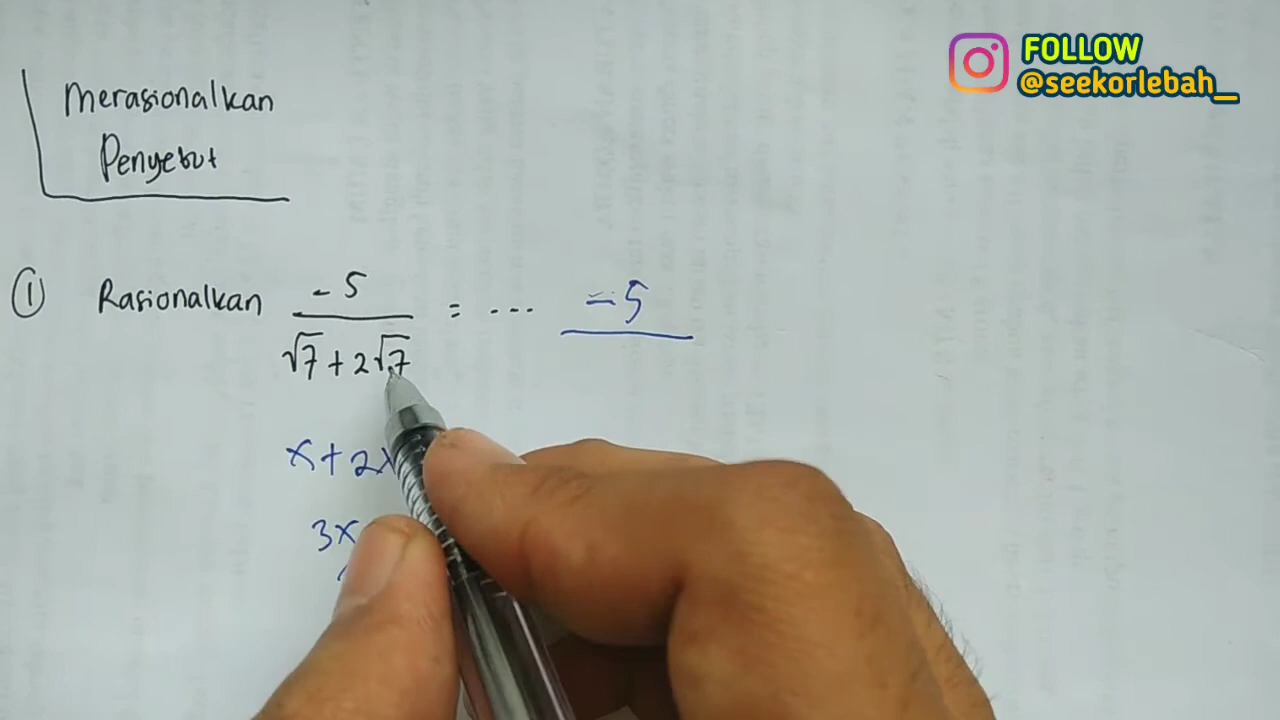 FOLLOW
@seekorlebah_
Merasionalkan
Penyebut
① Rasionalkan -5 / √7 + 2√7 = ... -5
x + 2x
3x